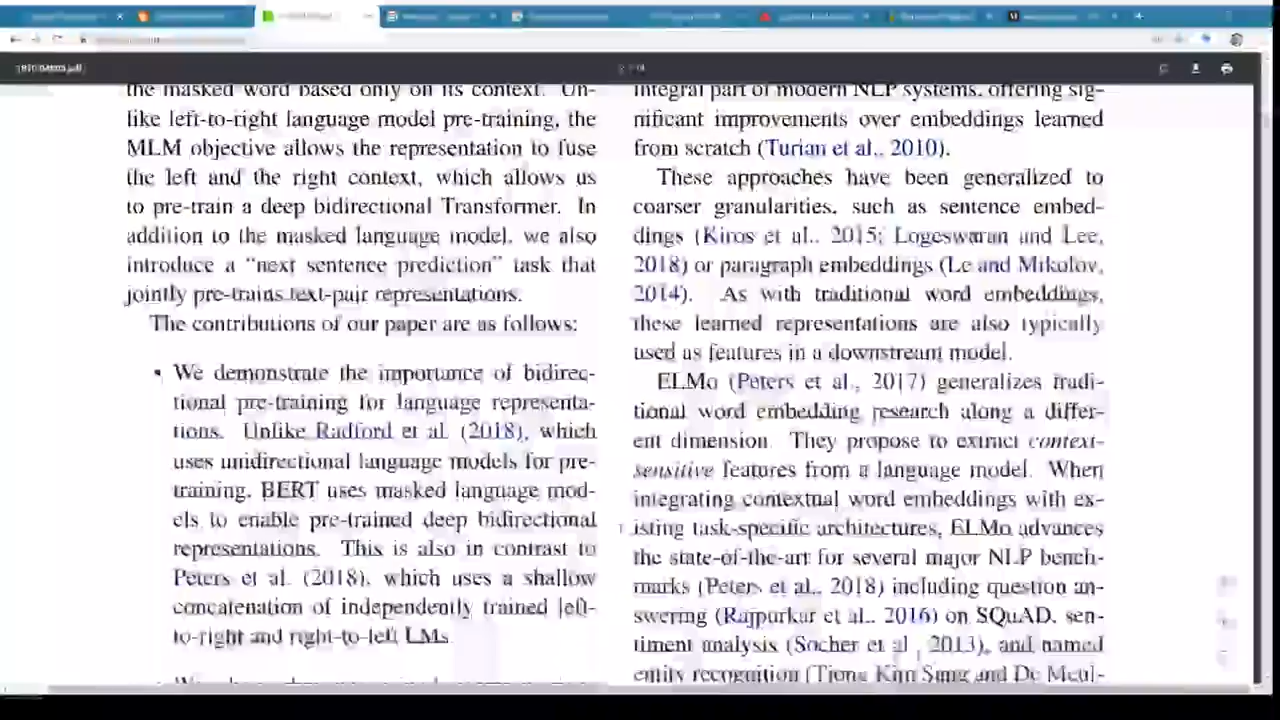 the masked word based only on its context. Un-
like left-to-right language model pre-training, the
MLM objective allows the representation to fuse
the left and the right context, which allows us
to pre-train a deep bidirectional Transformer. In
addition to the masked language model, we also
introduce a “next sentence prediction” task that
jointly pre-trains text-pair representations.
The contributions of our paper are as follows:
• We demonstrate the importance of bidirec-
tional pre-training for language representa-
tions. Unlike Radford et al. (2018), which
uses unidirectional language models for pre-
training, BERT uses masked language mod-
els to enable pre-trained deep bidirectional
representations. This is also in contrast to
Peters et al. (2018), which uses a shallow
concatenation of independently trained left-
to-right and right-to-left LMs.
integral part of modern NLP systems, offering sig-
nificant improvements over embeddings learned
from scratch (Turian et al., 2010).
These approaches have been generalized to
coarser granularities, such as sentence embed-
dings (Kiros et al., 2015; Logeswaran and Lee,
2018) or paragraph embeddings (Le and Mikolov,
2014). As with traditional word embeddings,
these learned representations are also typically
used as features in a downstream model.
ELMo (Peters et al., 2017) generalizes tradi-
tional word embedding research along a differ-
ent dimension. They propose to extract context-
sensitive features from a language model. When
integrating contextual word embeddings with ex-
isting task-specific architectures, ELMo advances
the state-of-the-art for several major NLP bench-
marks (Peters et al., 2018) including question an-
swering (Rajpurkar et al., 2016) on SQuAD, sen-
timent analysis (Socher et al., 2013), and named
entity recognition (Tjong Kim Sang and De Meul-